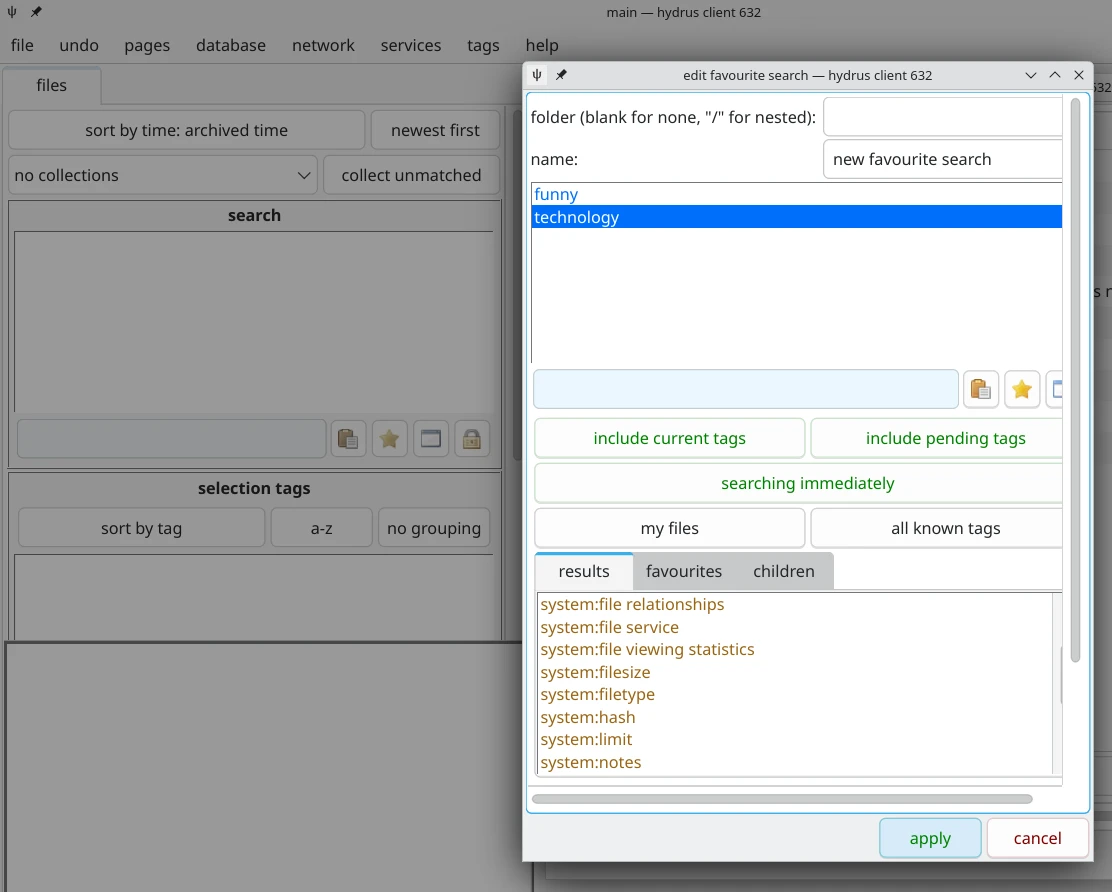 main — hydrus client 632
file undo pages database network services tags help
files
sort by time: archived time newest first
no collections collect unmatched
search
selection tags
sort by tag a-z no grouping
edit favourite search — hydrus client 632
folder (blank for none, "/" for nested):
name: new favourite search
funny
technology
include current tags include pending tags
searching immediately
my files all known tags
results favourites children
system:file relationships
system:file service
system:file viewing statistics
system:filesize
system:filetype
system:hash
system:limit
system:notes
apply cancel
632